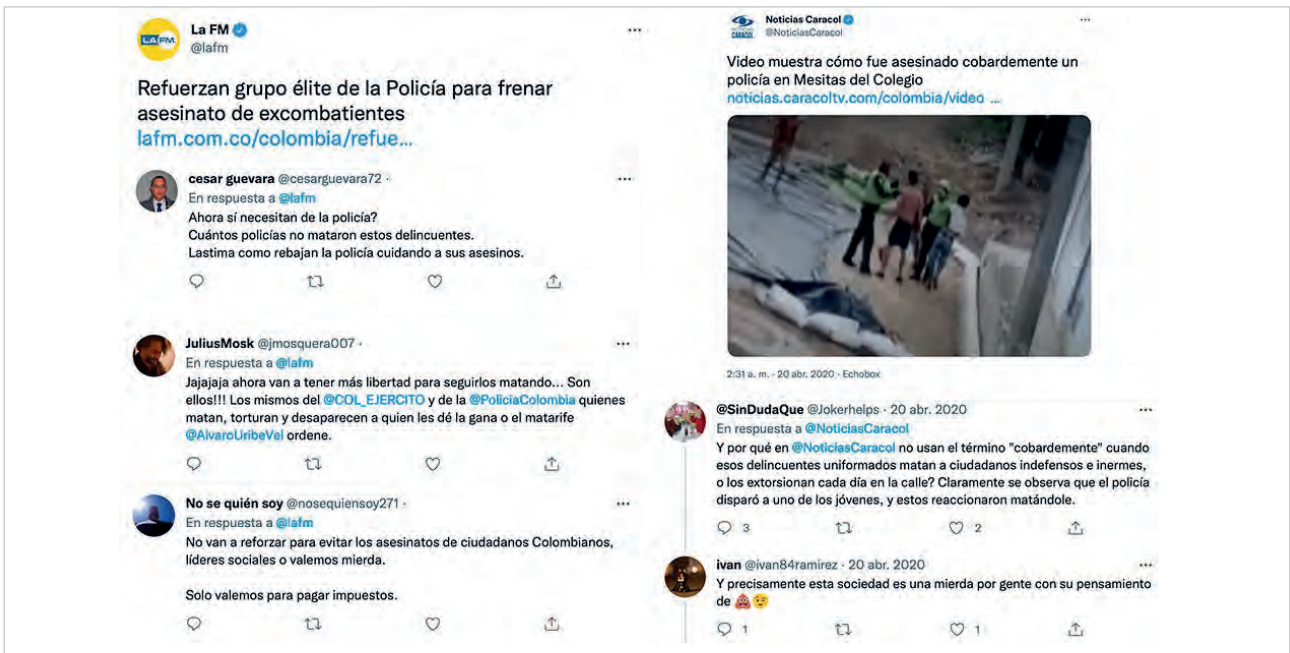 LA FM
La FM
@lafm
Refuerzan grupo élite de la Policía para frenar
asesinato de excombatientes
lafm.com.co/colombia/refue...
cesar guevara @cesarguevara72 ·
En respuesta a @lafm
Ahora sí necesitan de la policía?
Cuántos policías no mataron estos delincuentes.
Lastima como rebajan la policía cuidando a sus asesinos.
JuliusMosk @jmosquera007 ·
En respuesta a @lafm
Jajajaja ahora van a tener más libertad para seguirlos matando... Son
ellos!!! Los mismos del @COL_EJERCITO y de la @PoliciaColombia quienes
matan, torturan y desaparecen a quien les dé la gana o el matarife
@AlvaroUribeVel ordene.
No se quién soy @nosequiensoy271 ·
En respuesta a @lafm
No van a reforzar para evitar los asesinatos de ciudadanos Colombianos,
líderes sociales o valemos mierda.
Solo valemos para pagar impuestos.
Noticias Caracol
@NoticiasCaracol
Video muestra cómo fue asesinado cobardemente un
policía en Mesitas del Colegio
noticias.caracoltv.com/colombia/video ...
2:31 a. m. · 20 abr. 2020 · Echobox
@SinDudaQue @Jokerhelps · 20 abr. 2020
En respuesta a @NoticiasCaracol
Y por qué en @NoticiasCaracol no usan el término "cobardemente" cuando
esos delincuentes uniformados matan a ciudadanos indefensos e inermes,
o los extorsionan cada día en la calle? Claramente se observa que el policía
disparó a uno de los jóvenes, y estos reaccionaron matándole.
3 2
ivan @ivan84ramirez · 20 abr. 2020
Y precisamente esta sociedad es una mierda por gente con su pensamiento
de 💩🤨
1 1